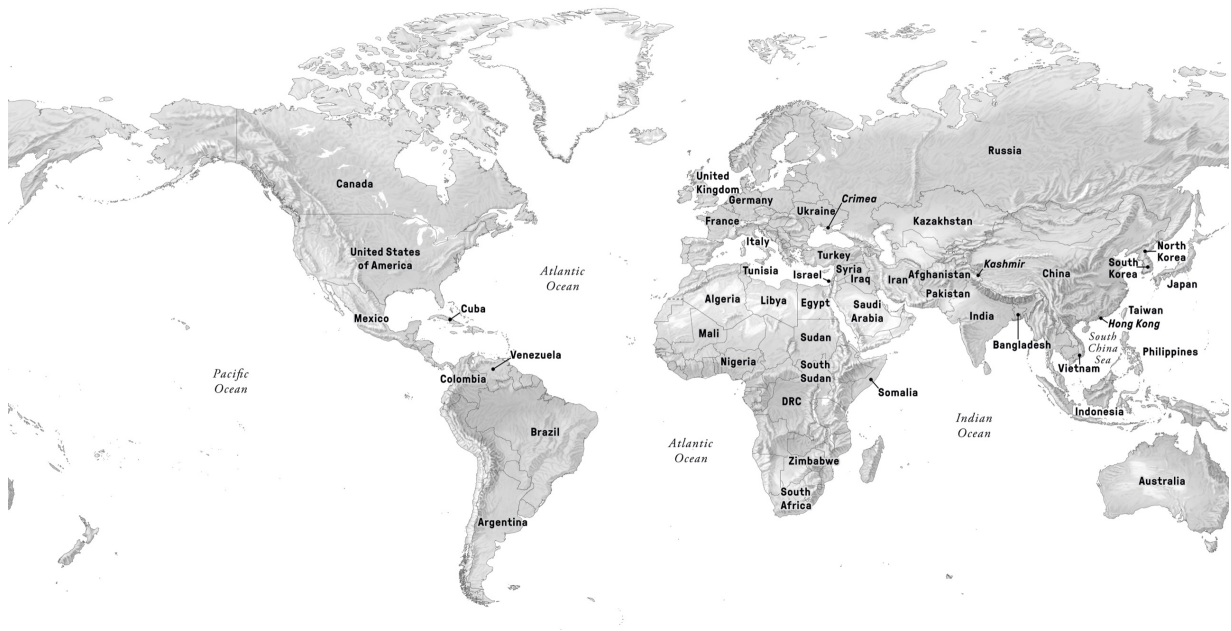 Canada
United States
of America
Mexico
Cuba
Venezuela
Colombia
Brazil
Argentina
Pacific
Ocean
Atlantic
Ocean
Atlantic
Ocean
Indian
Ocean
Russia
United
Kingdom
Germany
France
Ukraine
Crimea
Italy
Kazakhstan
Turkey
Tunisia
Israel
Syria
Iraq
Iran
Afghanistan
Kashmir
China
North
Korea
South
Korea
Japan
Algeria
Libya
Egypt
Saudi
Arabia
Pakistan
India
Taiwan
Hong Kong
Bangladesh
South
China
Sea
Vietnam
Philippines
Mali
Sudan
Nigeria
South
Sudan
Somalia
DRC
Indonesia
Zimbabwe
South
Africa
Australia